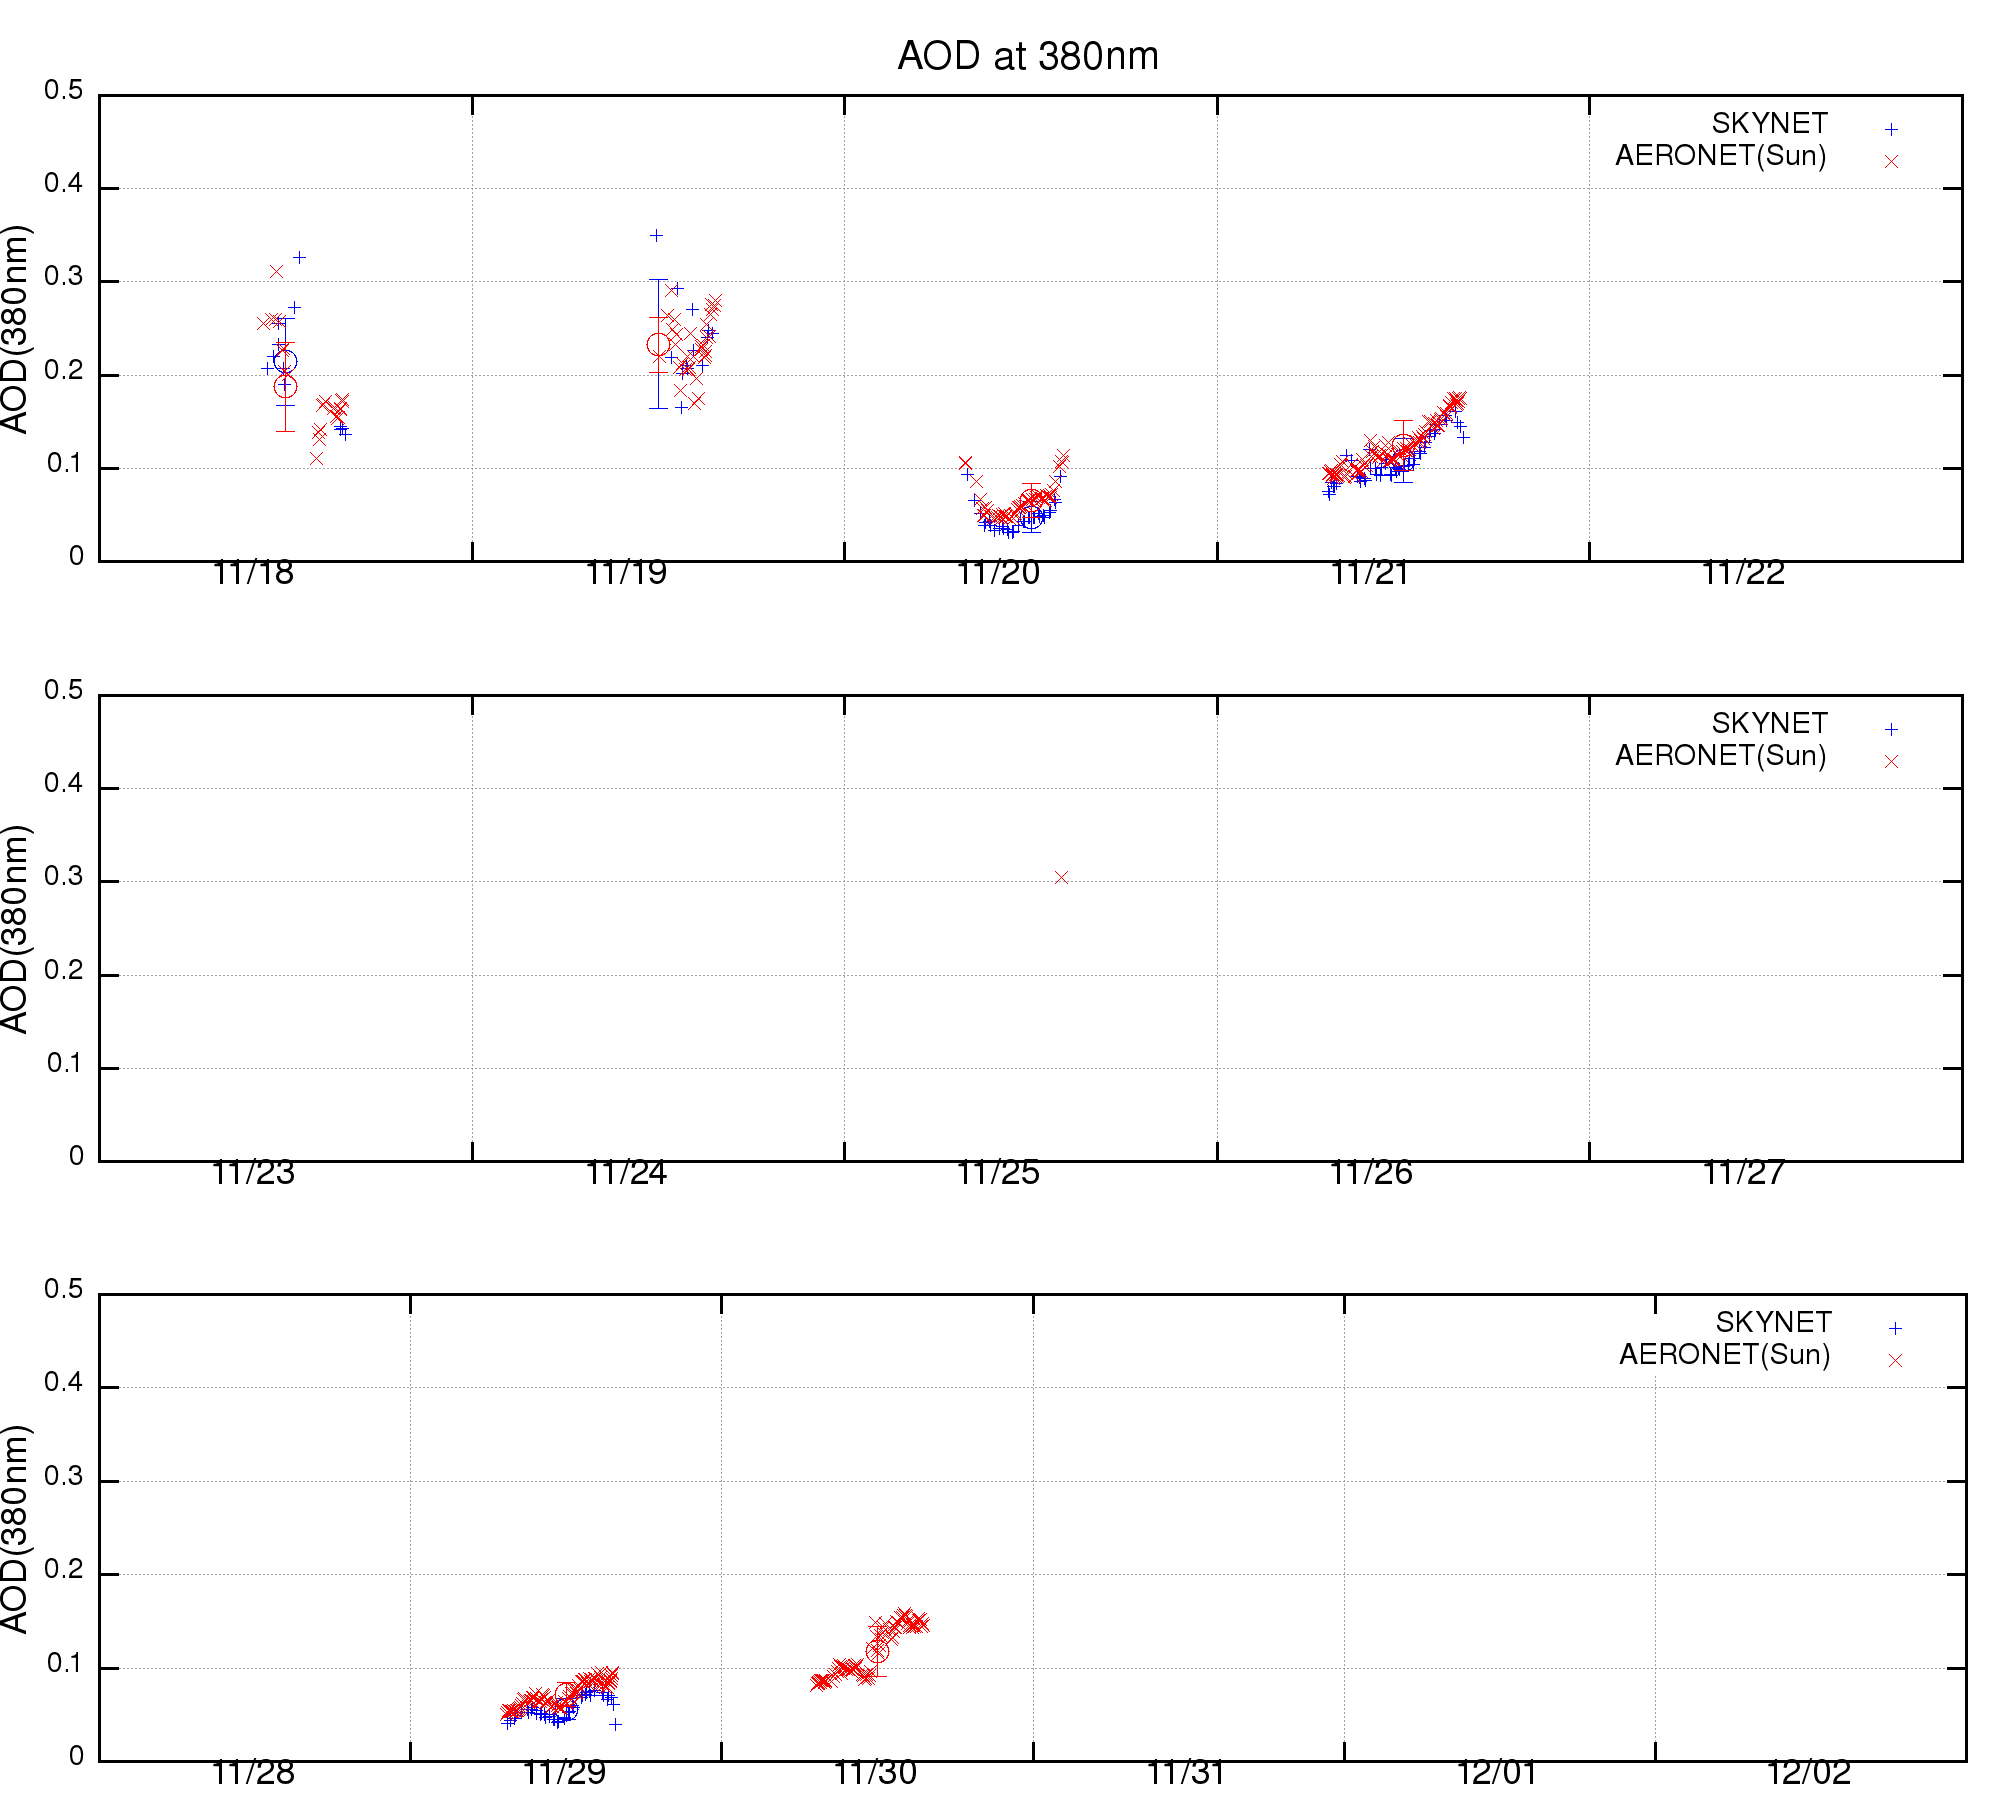 AOD at 380nm
0.5
0.4
0.3
0.2
0.1
0
AOD(380nm)
SKYNET
AERONET(Sun)
11/18 11/19 11/20 11/21 11/22
0.5
0.4
0.3
0.2
0.1
0
AOD(380nm)
SKYNET
AERONET(Sun)
11/23 11/24 11/25 11/26 11/27
0.5
0.4
0.3
0.2
0.1
0
AOD(380nm)
SKYNET
AERONET(Sun)
11/28 11/29 11/30 11/31 12/01 12/02